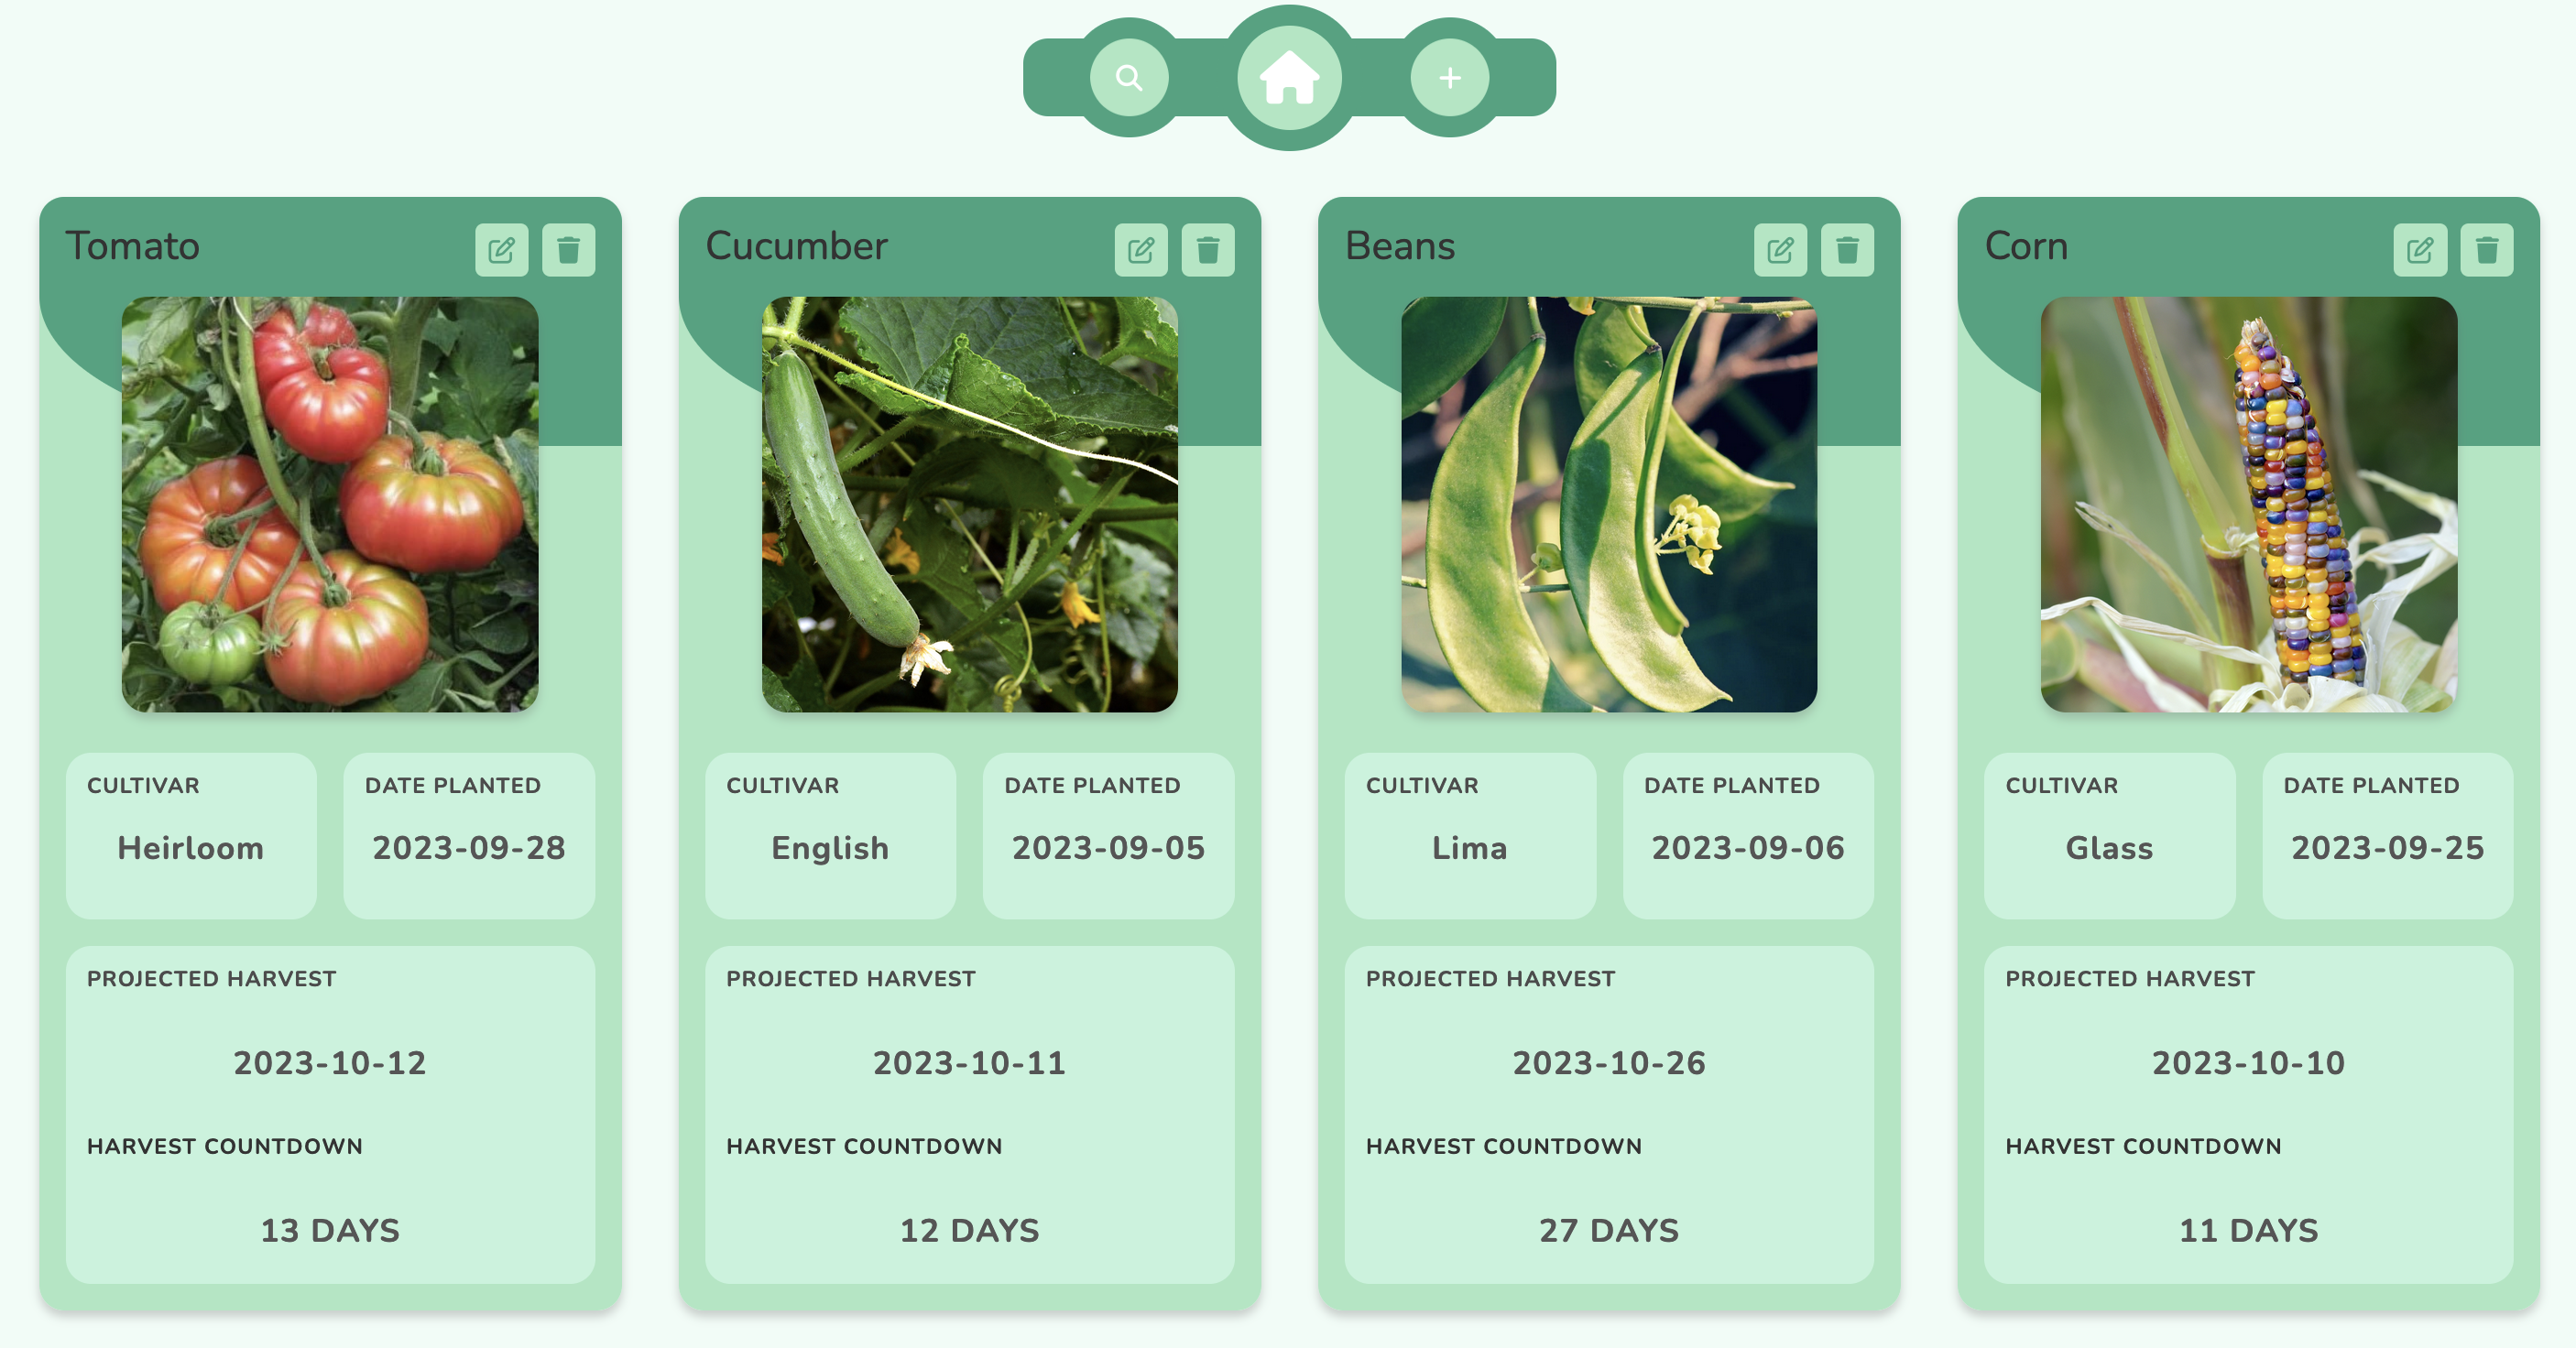 Tomato
CULTIVAR
Heirloom
DATE PLANTED
2023-09-28
PROJECTED HARVEST
2023-10-12
HARVEST COUNTDOWN
13 DAYS
Cucumber
CULTIVAR
English
DATE PLANTED
2023-09-05
PROJECTED HARVEST
2023-10-11
HARVEST COUNTDOWN
12 DAYS
Beans
CULTIVAR
Lima
DATE PLANTED
2023-09-06
PROJECTED HARVEST
2023-10-26
HARVEST COUNTDOWN
27 DAYS
Corn
CULTIVAR
Glass
DATE PLANTED
2023-09-25
PROJECTED HARVEST
2023-10-10
HARVEST COUNTDOWN
11 DAYS